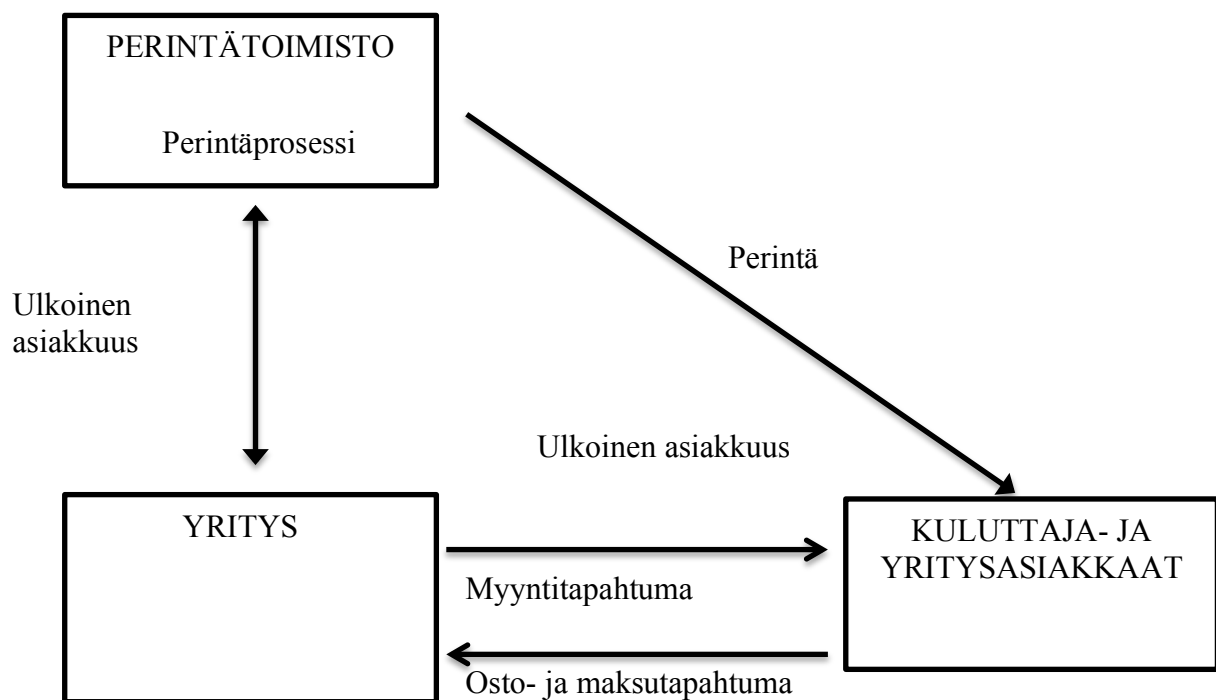 PERINTÄTOIMISTO
Perintäprosessi
Perintä
Ulkoinen
asiakkuus
Ulkoinen asiakkuus
YRITYS
KULUTTAJA- JA
YRITYSASIAKKAAT
Myyntitapahtuma
Osto- ja maksutapahtuma